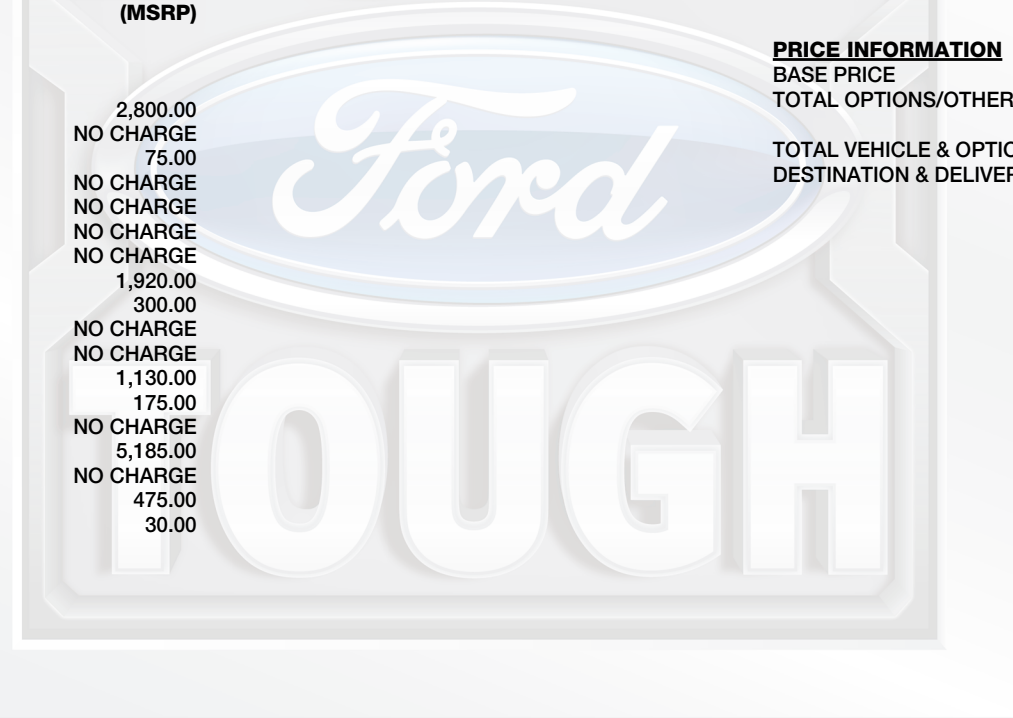 (MSRP)
2,800.00
NO CHARGE
75.00
NO CHARGE
NO CHARGE
NO CHARGE
NO CHARGE
1,920.00
300.00
NO CHARGE
NO CHARGE
1,130.00
175.00
NO CHARGE
5,185.00
NO CHARGE
475.00
30.00
PRICE INFORMATION
BASE PRICE
TOTAL OPTIONS/OTHER
TOTAL VEHICLE & OPTIO
DESTINATION & DELIVER
Ford
TOUGH